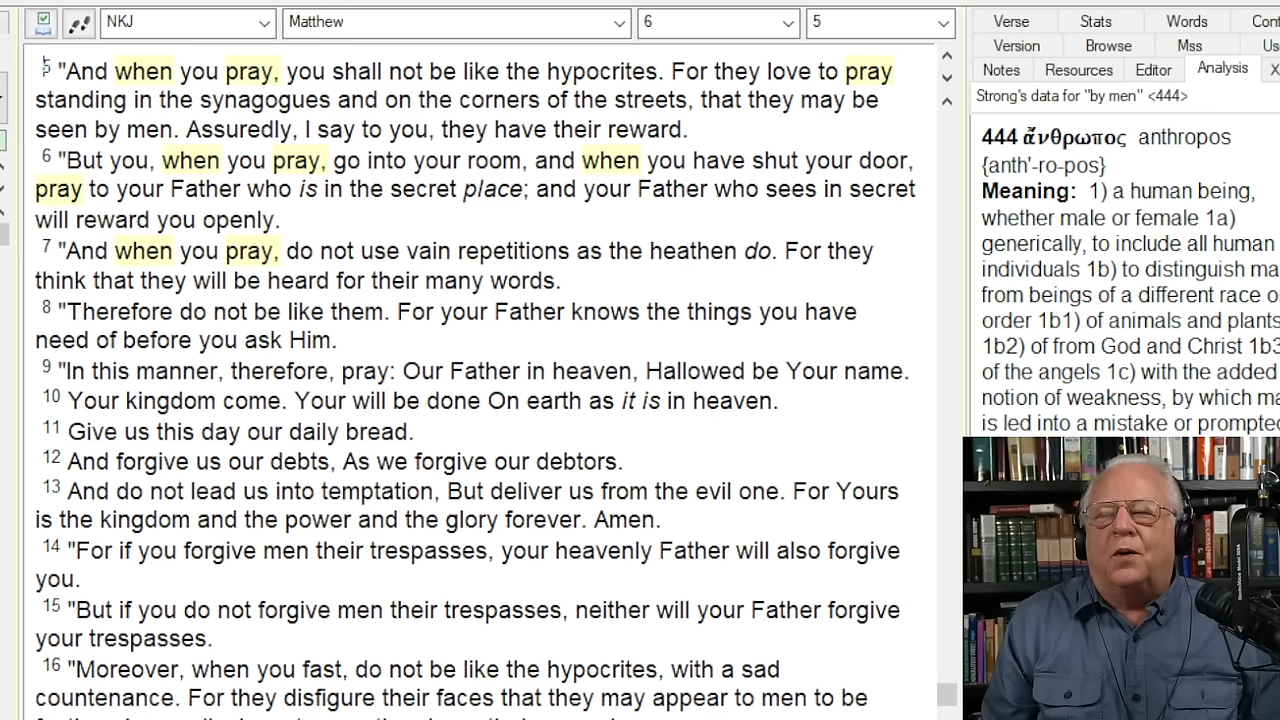 NKJ Matthew 6 5
5 "And when you pray, you shall not be like the hypocrites. For they love to pray
standing in the synagogues and on the corners of the streets, that they may be
seen by men. Assuredly, I say to you, they have their reward.
6 "But you, when you pray, go into your room, and when you have shut your door,
pray to your Father who is in the secret place; and your Father who sees in secret
will reward you openly.
7 "And when you pray, do not use vain repetitions as the heathen do. For they
think that they will be heard for their many words.
8 "Therefore do not be like them. For your Father knows the things you have
need of before you ask Him.
9 "In this manner, therefore, pray: Our Father in heaven, Hallowed be Your name.
10 Your kingdom come. Your will be done On earth as it is in heaven.
11 Give us this day our daily bread.
12 And forgive us our debts, As we forgive our debtors.
13 And do not lead us into temptation, But deliver us from the evil one. For Yours
is the kingdom and the power and the glory forever. Amen.
14 "For if you forgive men their trespasses, your heavenly Father will also forgive
you.
15 "But if you do not forgive men their trespasses, neither will your Father forgive
your trespasses.
16 "Moreover, when you fast, do not be like the hypocrites, with a sad
countenance. For they disfigure their faces that they may appear to men to be
Verse Stats Words Cont
Version Browse Mss Us
Notes Resources Editor Analysis X
Strong's data for "by men" <444>
444 ἄνθρωπος anthropos
{anth'-ro-pos}
Meaning: 1) a human being,
whether male or female 1a)
generically, to include all human
individuals 1b) to distinguish ma
from beings of a different race o
order 1b1) of animals and plants
1b2) of from God and Christ 1b3
of the angels 1c) with the added
notion of weakness, by which ma
is led into a mistake or prompted